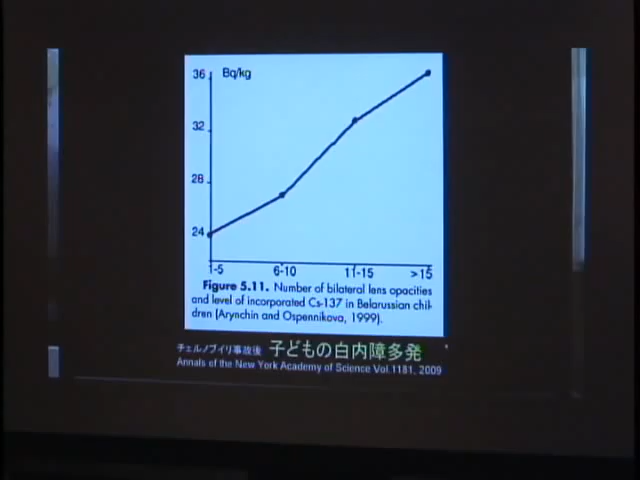 36 Bq/kg
32
28
24
1-5 6-10 11-15 >15
Figure 5.11. Number of bilateral lens opacities
and level of incorporated Cs-137 in Belarussian chil-
dren (Arynchin and Ospennikova, 1999).
チェルノブイリ事故後 子どもの白内障多発
Annals of the New York Academy of Science Vol.1181, 2009